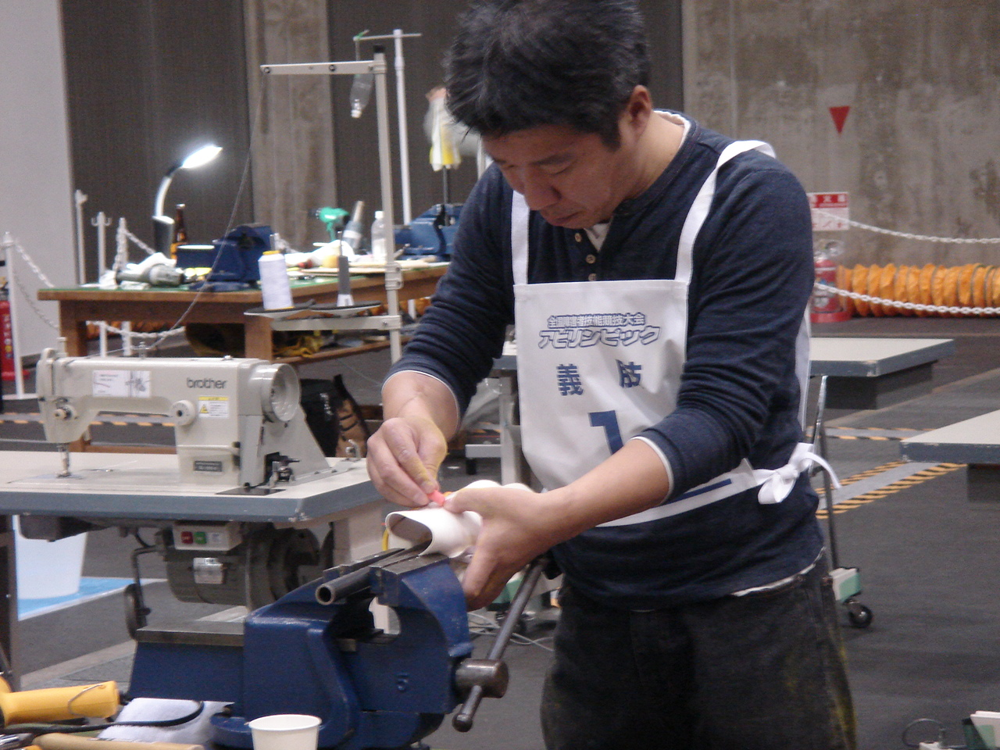 brother
全国障害者技能競技大会
アビリンピック
義 肢
1
5